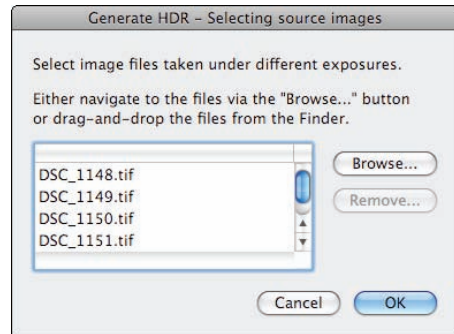 Generate HDR – Selecting source images
Select image files taken under different exposures.
Either navigate to the files via the "Browse..." button
or drag-and-drop the files from the Finder.
DSC_1148.tif
DSC_1149.tif
DSC_1150.tif
DSC_1151.tif
Browse...
Remove...
Cancel
OK